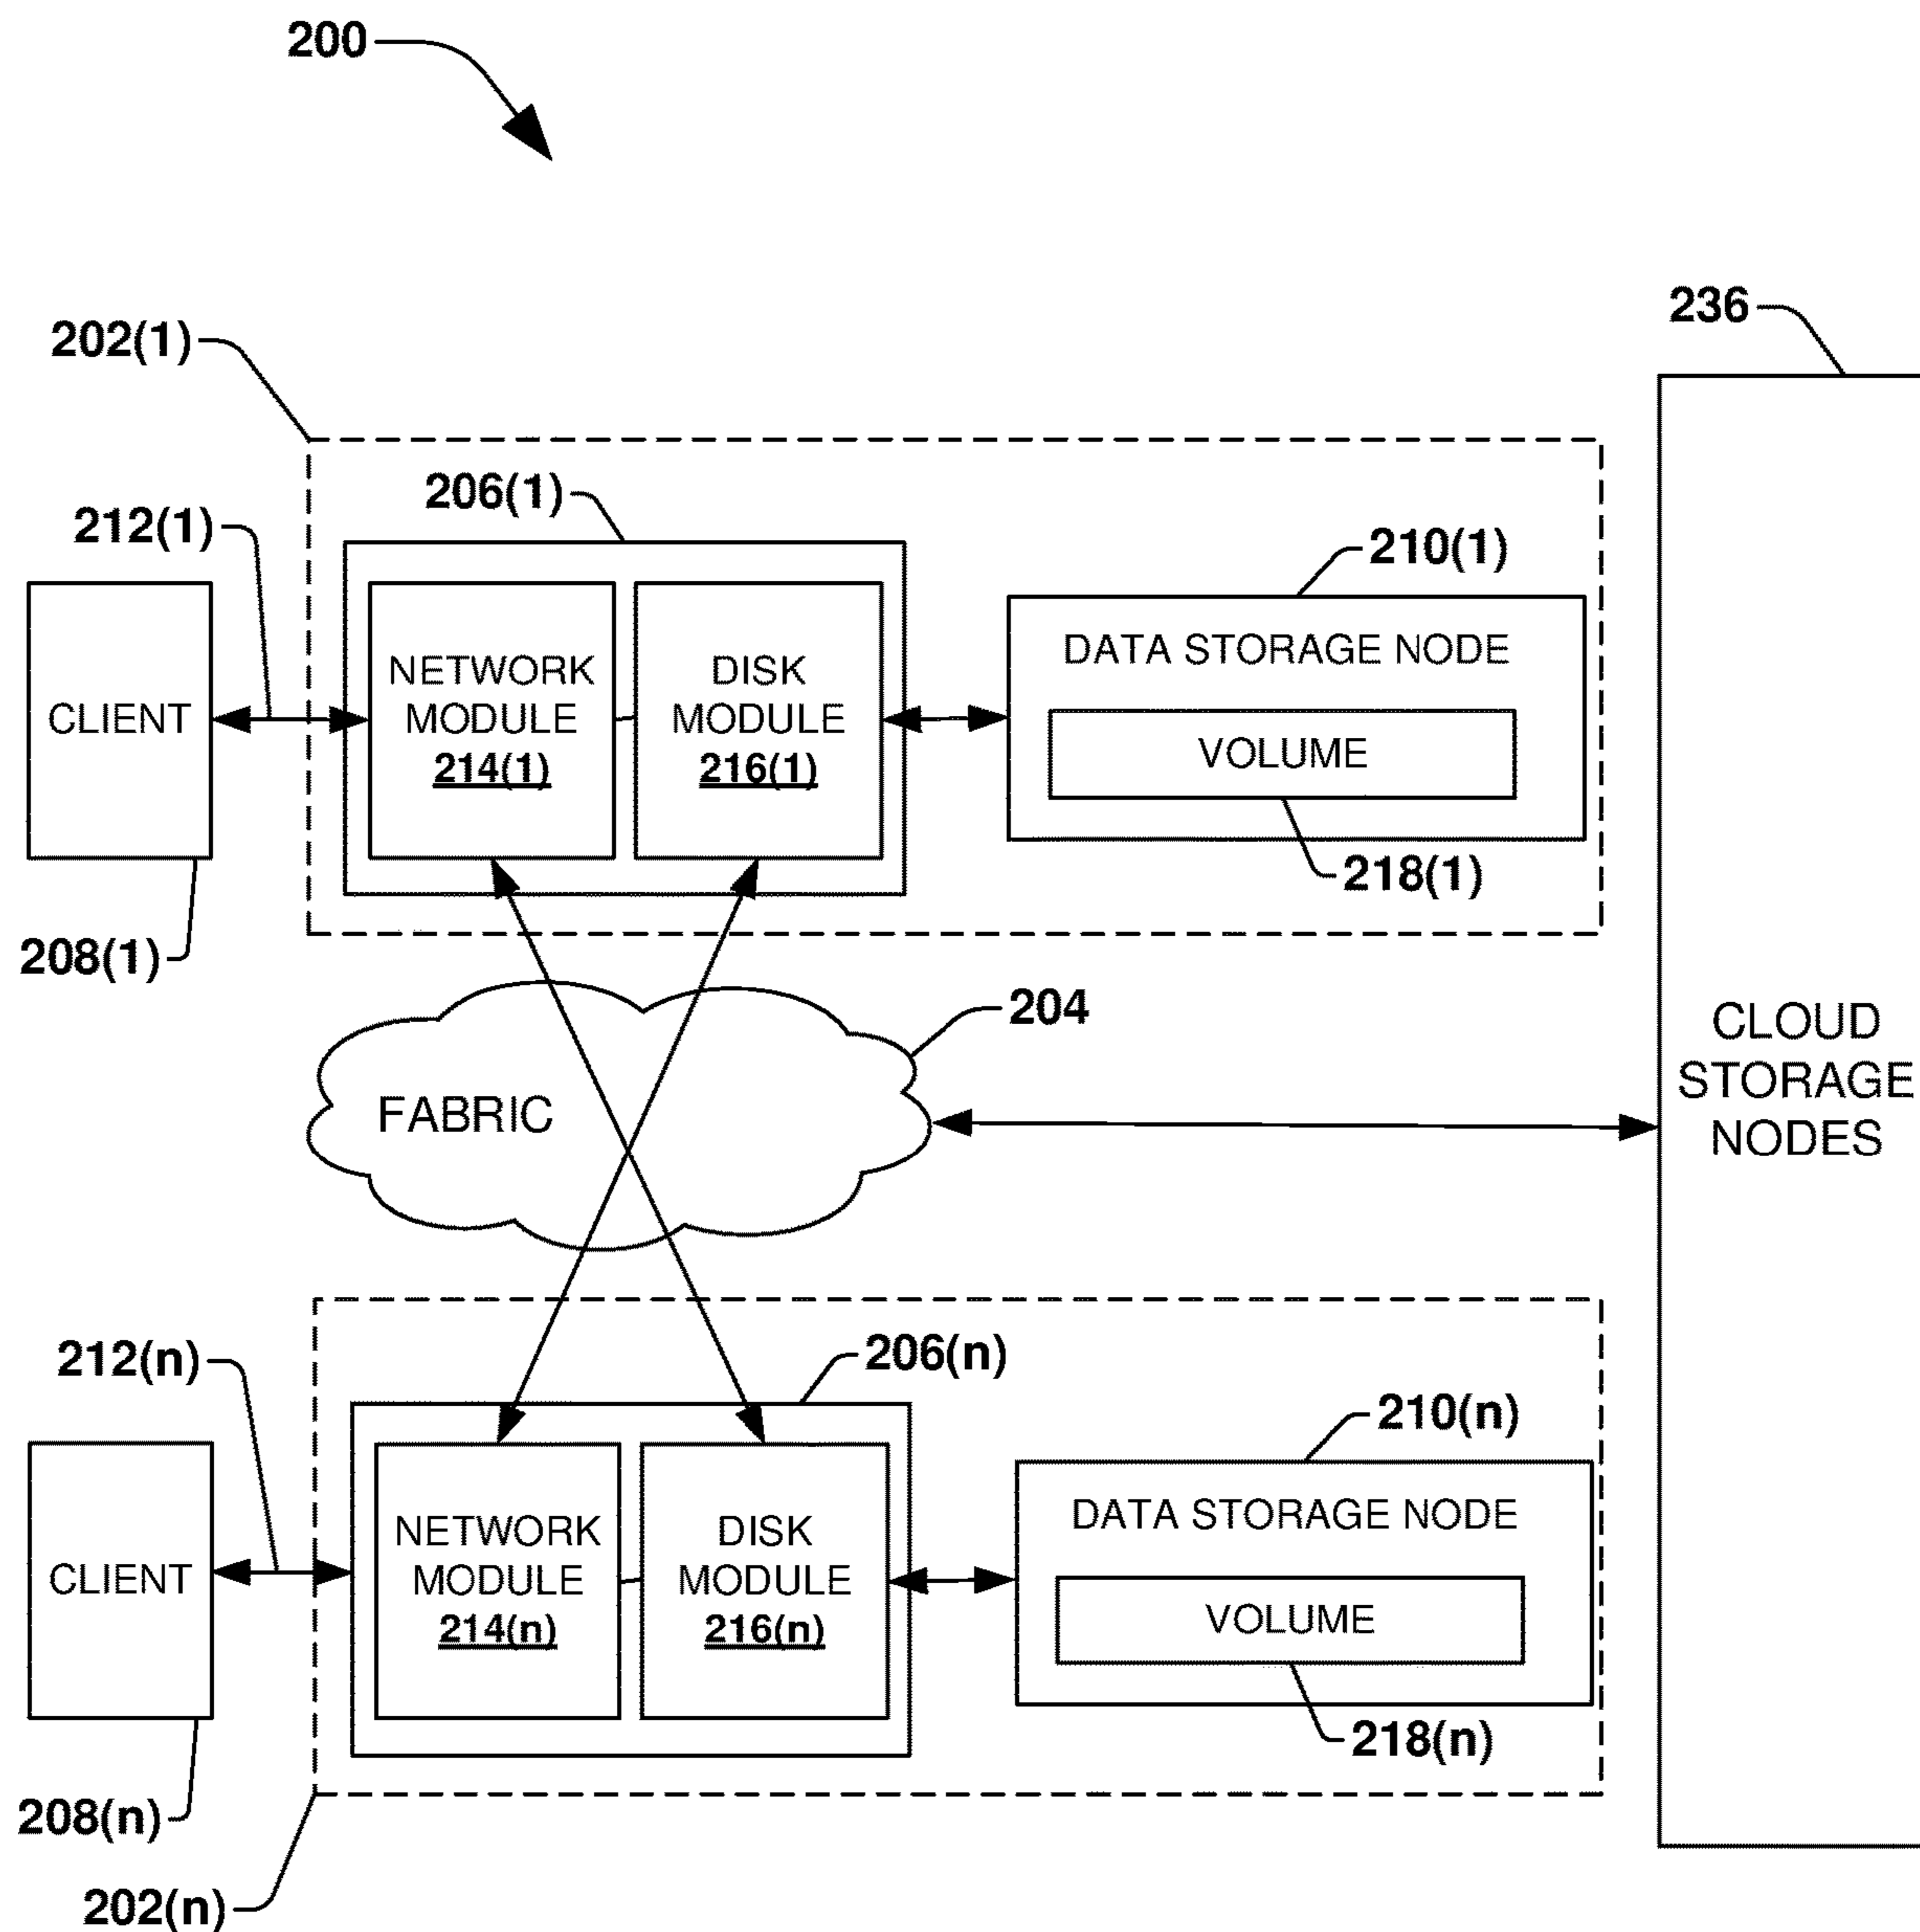 200
236
202(1)
206(1)
212(1)
210(1)
DATA STORAGE NODE
NETWORK
MODULE
214(1)
DISK
MODULE
216(1)
CLIENT
VOLUME
218(1)
208(1)
204
FABRIC
CLOUD
STORAGE
NODES
212(n)
206(n)
210(n)
DATA STORAGE NODE
NETWORK
MODULE
214(n)
DISK
MODULE
216(n)
CLIENT
VOLUME
218(n)
208(n)
202(n)